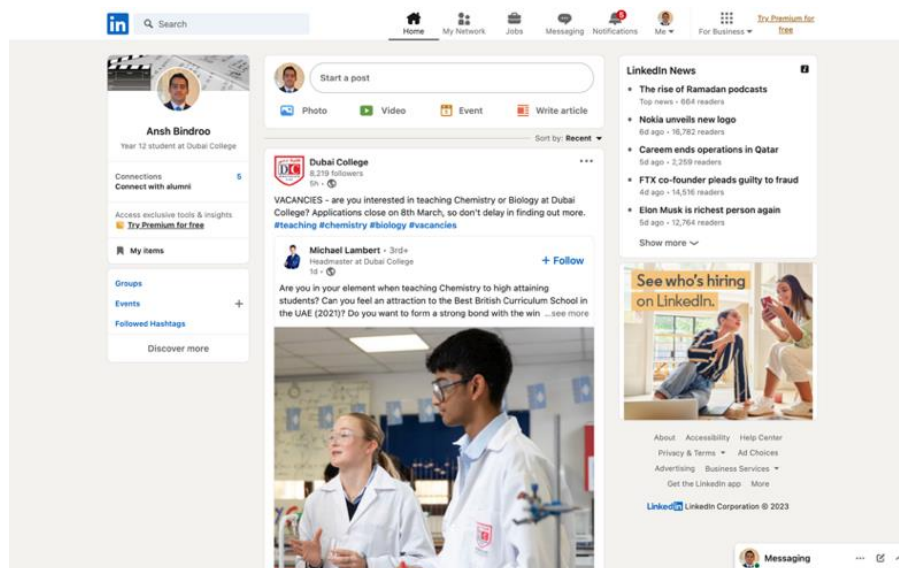 in
Search
Home
My Network
Jobs
Messaging
5
Notifications
Me
For Business
Try Premium for
free
Ansh Bindroo
Year 12 student at Dubai College
Connections 5
Connect with alumni
Access exclusive tools & insights
Try Premium for free
My items
Groups
Events +
Followed Hashtags
Discover more
Start a post
Photo
Video
Event
Write article
Sort by: Recent
DC
Dubai College
8,219 followers
5h •
VACANCIES - are you interested in teaching Chemistry or Biology at Dubai
College? Applications close on 8th March, so don't delay in finding out more.
#teaching #chemistry #biology #vacancies
Michael Lambert • 3rd+
Headmaster at Dubai College
1d •
+ Follow
Are you in your element when teaching Chemistry to high attaining
students? Can you feel an attraction to the Best British Curriculum School in
the UAE (2021)? Do you want to form a strong bond with the win ...see more
LinkedIn News
• The rise of Ramadan podcasts
Top news • 664 readers
• Nokia unveils new logo
6d ago • 16,782 readers
• Careem ends operations in Qatar
5d ago • 2,259 readers
• FTX co-founder pleads guilty to fraud
4d ago • 14,516 readers
• Elon Musk is richest person again
5d ago • 12,764 readers
Show more
See who's hiring
on LinkedIn.
About Accessibility Help Center
Privacy & Terms Ad Choices
Advertising Business Services
Get the LinkedIn app More
LinkedIn LinkedIn Corporation © 2023
Messaging